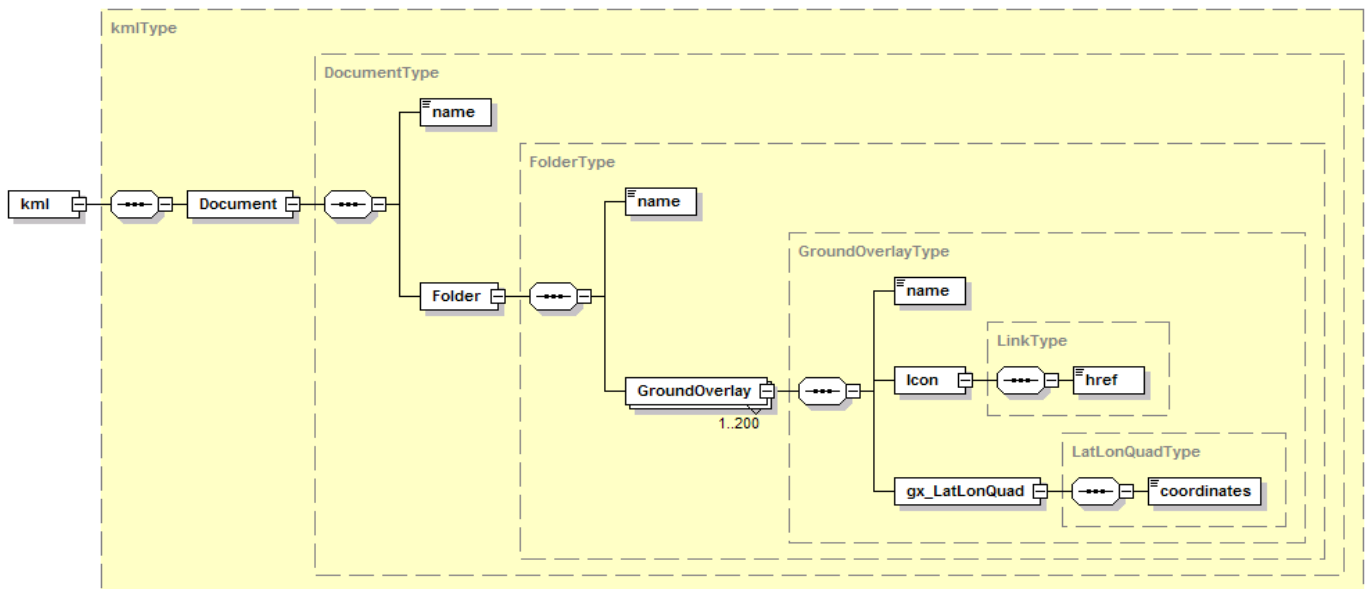 kmlType
DocumentType
name
FolderType
kml
Document
name
GroundOverlayType
Folder
name
LinkType
GroundOverlay
Icon
href
1..200
LatLonQuadType
gx_LatLonQuad
coordinates